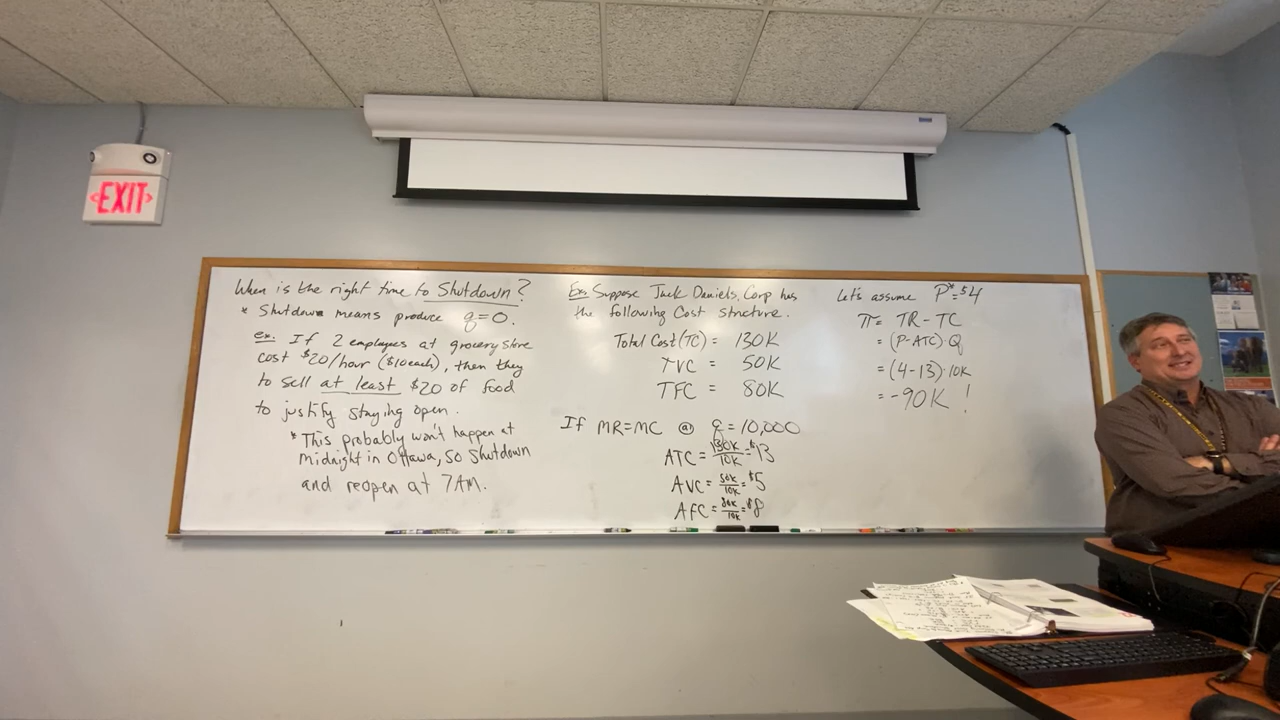 EXIT
When is the right time to Shutdown?
* Shutdown means produce q=0.
ex. If 2 employees at grocery store
cost $20/hour ($10 each), then they
to sell at least $20 of food
to justify staying open.
* This probably won't happen at
Midnight in Ottawa, so Shutdown
and reopen at 7AM.
Ex: Suppose Jack Daniels, Corp has
the following Cost structure.
Total Cost (TC) = 130K
TVC = 50K
TFC = 80K
If MR=MC @ q = 10,000
ATC = 130K/10K = $13
AVC = 50K/10K = $5
AFC = 80K/10K = $8
Let's assume P*=$4
π = TR - TC
= (P-ATC)·Q
= (4-13)·10K
= -90K !